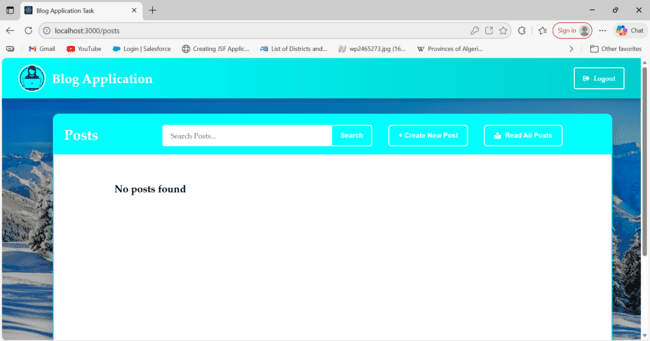 Blog Application Task
localhost:3000/posts
Sign in
Chat
Gmail
YouTube
Login | Salesforce
Creating JSF Applic...
List of Districts and...
wp2465273.jpg (16...
Provinces of Algeri...
Other favorites
Blog Application
Logout
Posts
Search Posts...
Search
+ Create New Post
Read All Posts
No posts found